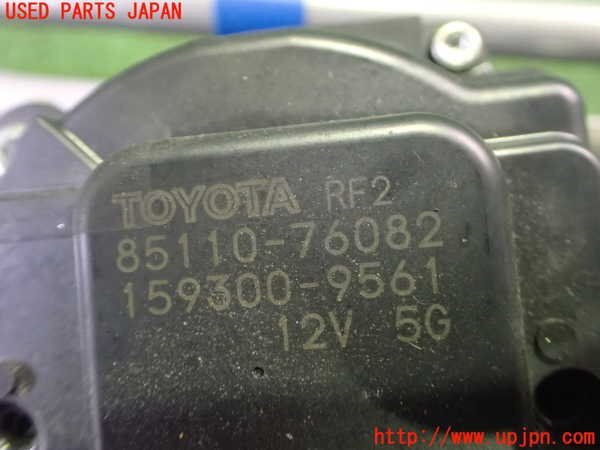 USED PARTS JAPAN
TOYOTA RF2
85110-76082
159300-9561
12V 5G
http://www.upjpn.com/